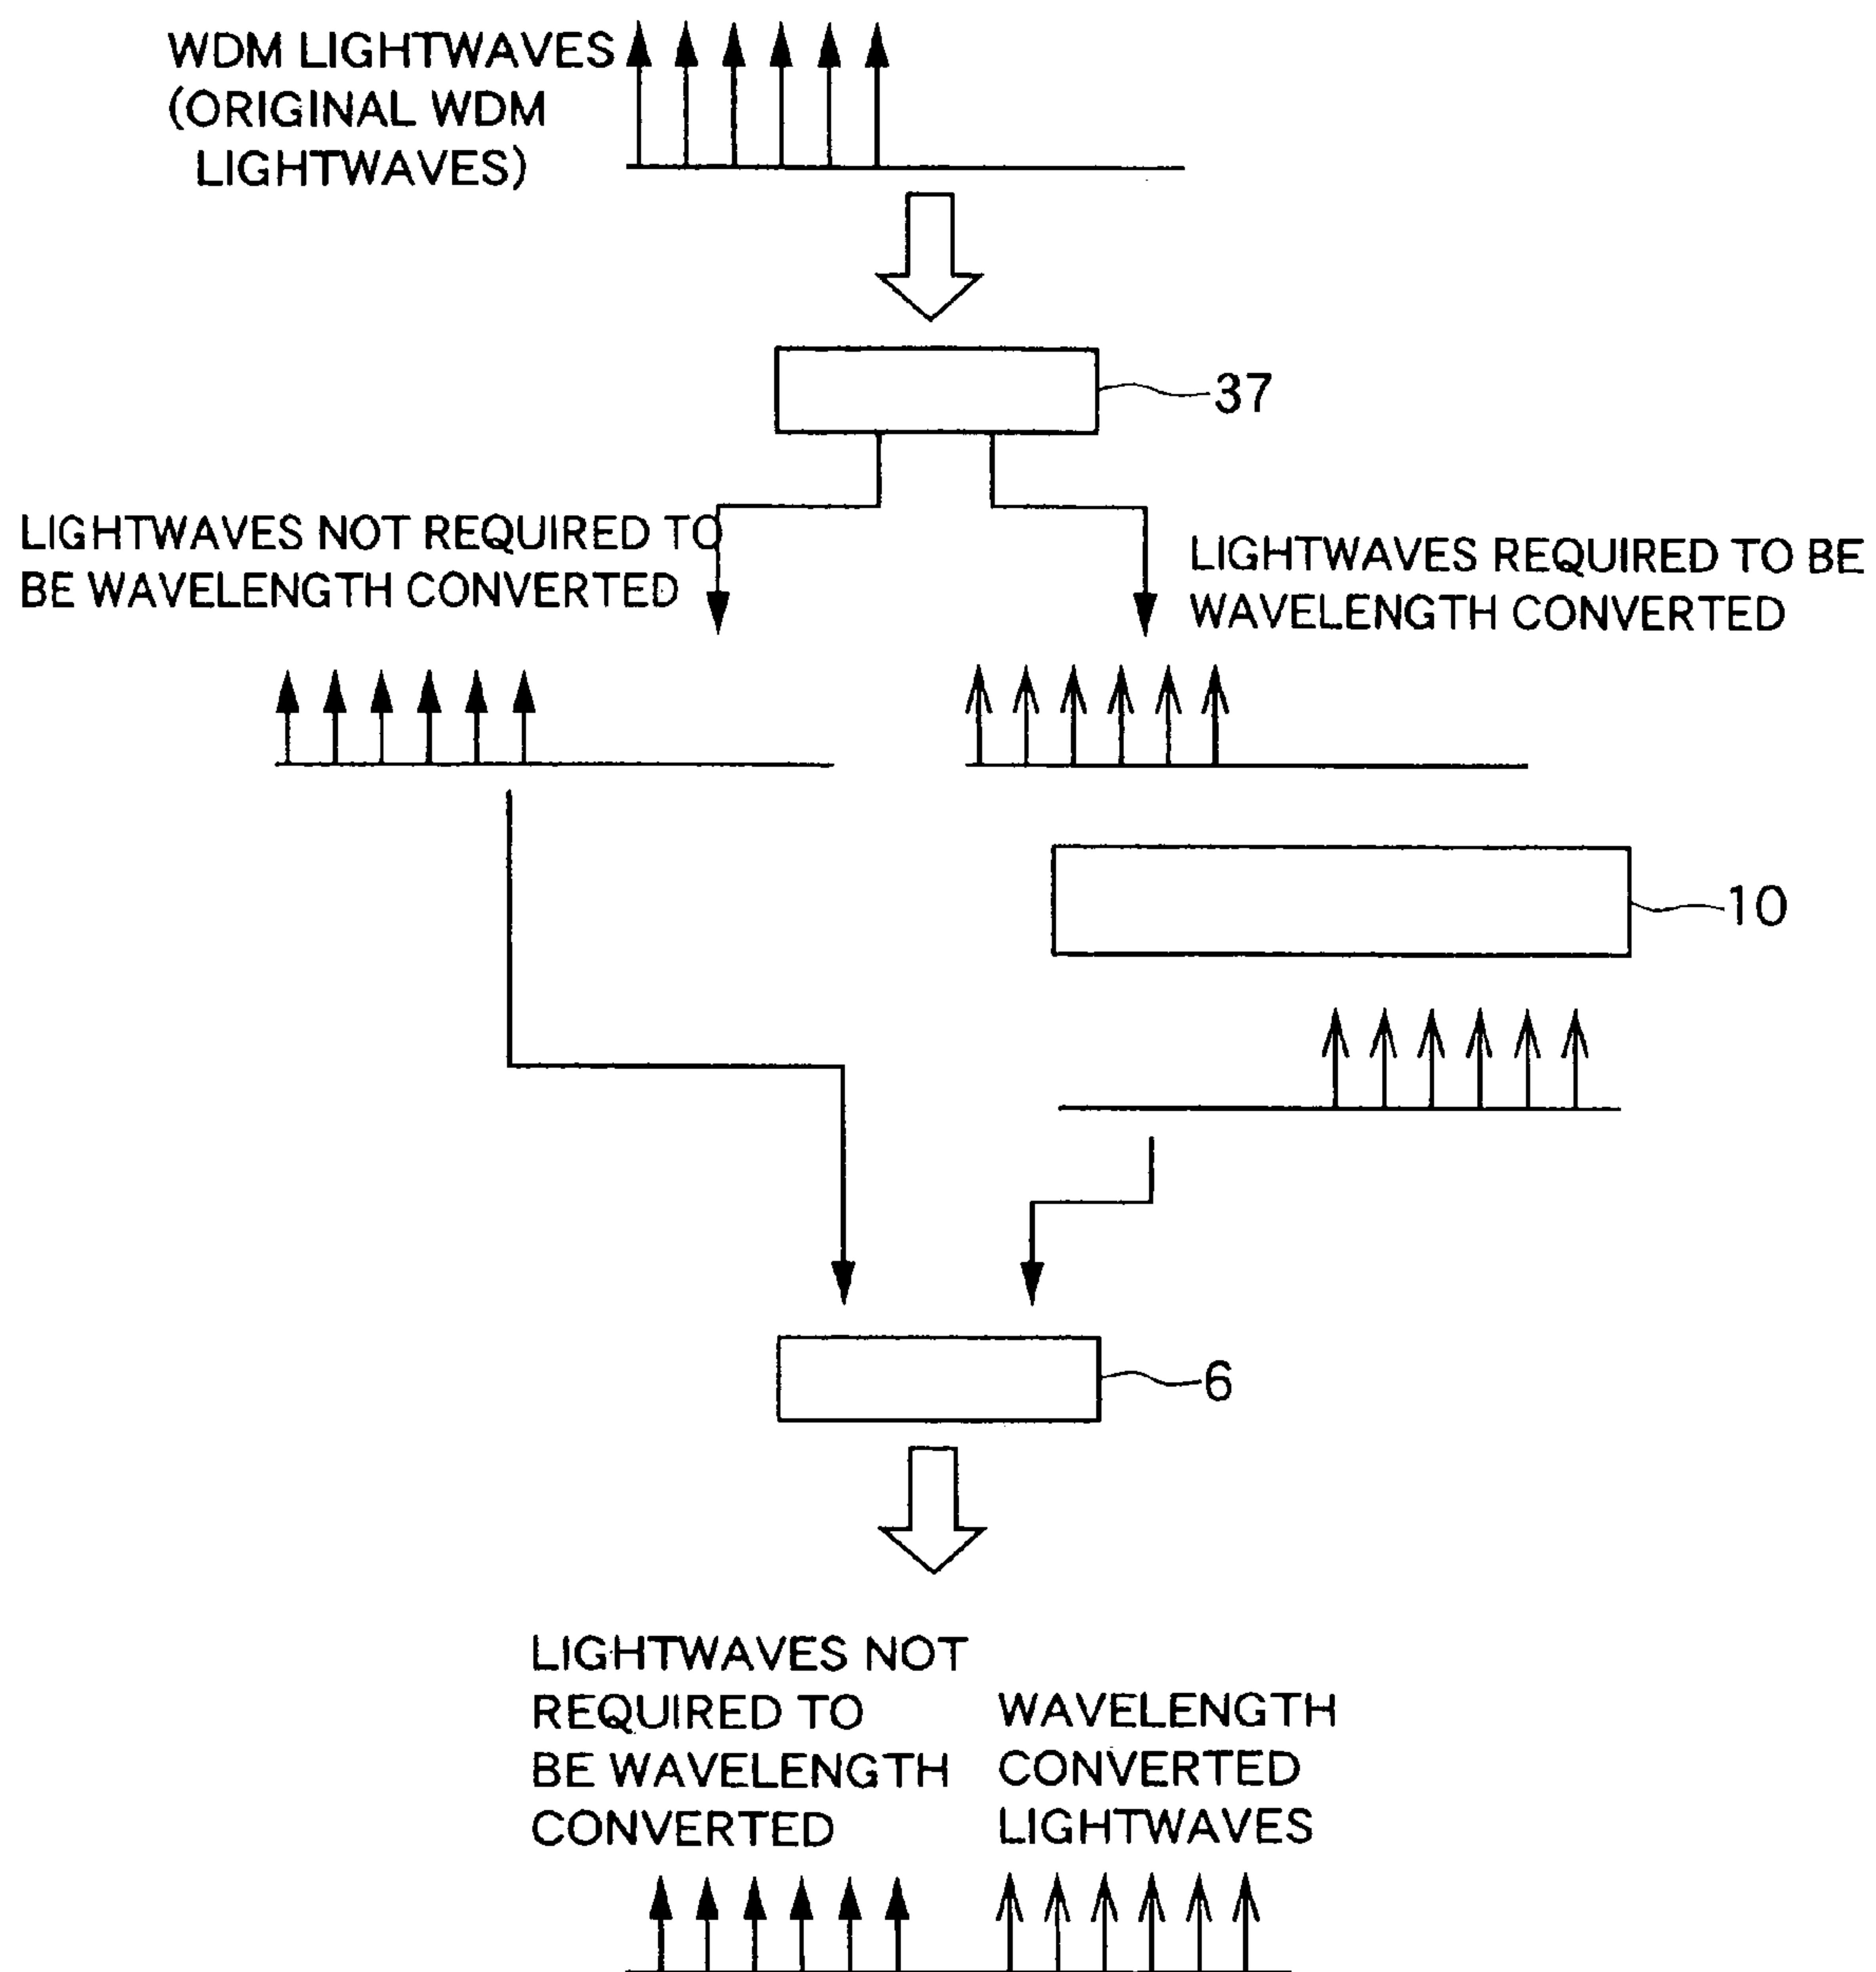 WDM LIGHTWAVES
(ORIGINAL WDM
LIGHTWAVES)
37
LIGHTWAVES NOT REQUIRED TO
BE WAVELENGTH CONVERTED
LIGHTWAVES REQUIRED TO BE
WAVELENGTH CONVERTED
10
6
LIGHTWAVES NOT
REQUIRED TO
BE WAVELENGTH
CONVERTED
WAVELENGTH
CONVERTED
LIGHTWAVES